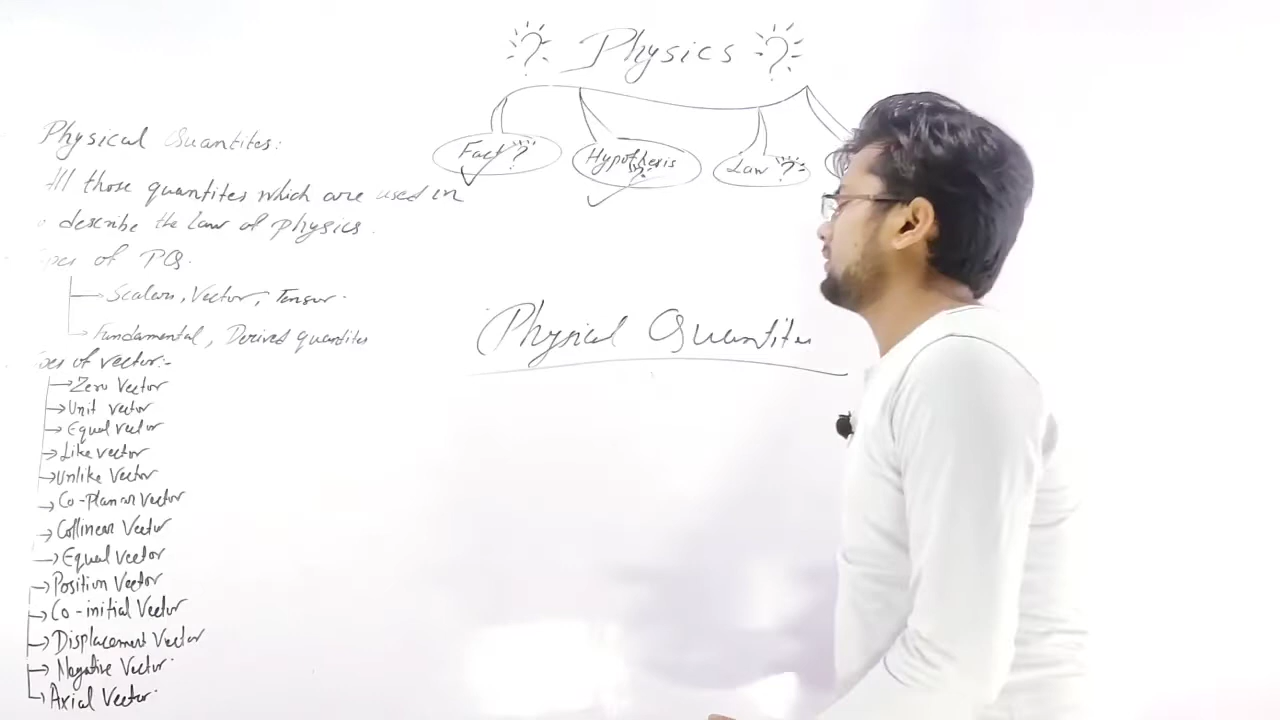 ? Physics ?
Fact?
Hypothesis ?
Law ?
Physical Quantites:
All those quantites which are used in
describe the Law of physics.
of PQ.
Scalars, Vector, Tensor.
Fundamental, Derived quantites
of vector:-
Zero Vector
Unit vector
Equal vector
Like vector
Unlike Vector
Co-planar Vector
Collinear Vector
Equal vector
Position Vector
Co-initial Vector
Displacement Vector
Negative Vector.
Axial Vector.
Physical Quantites